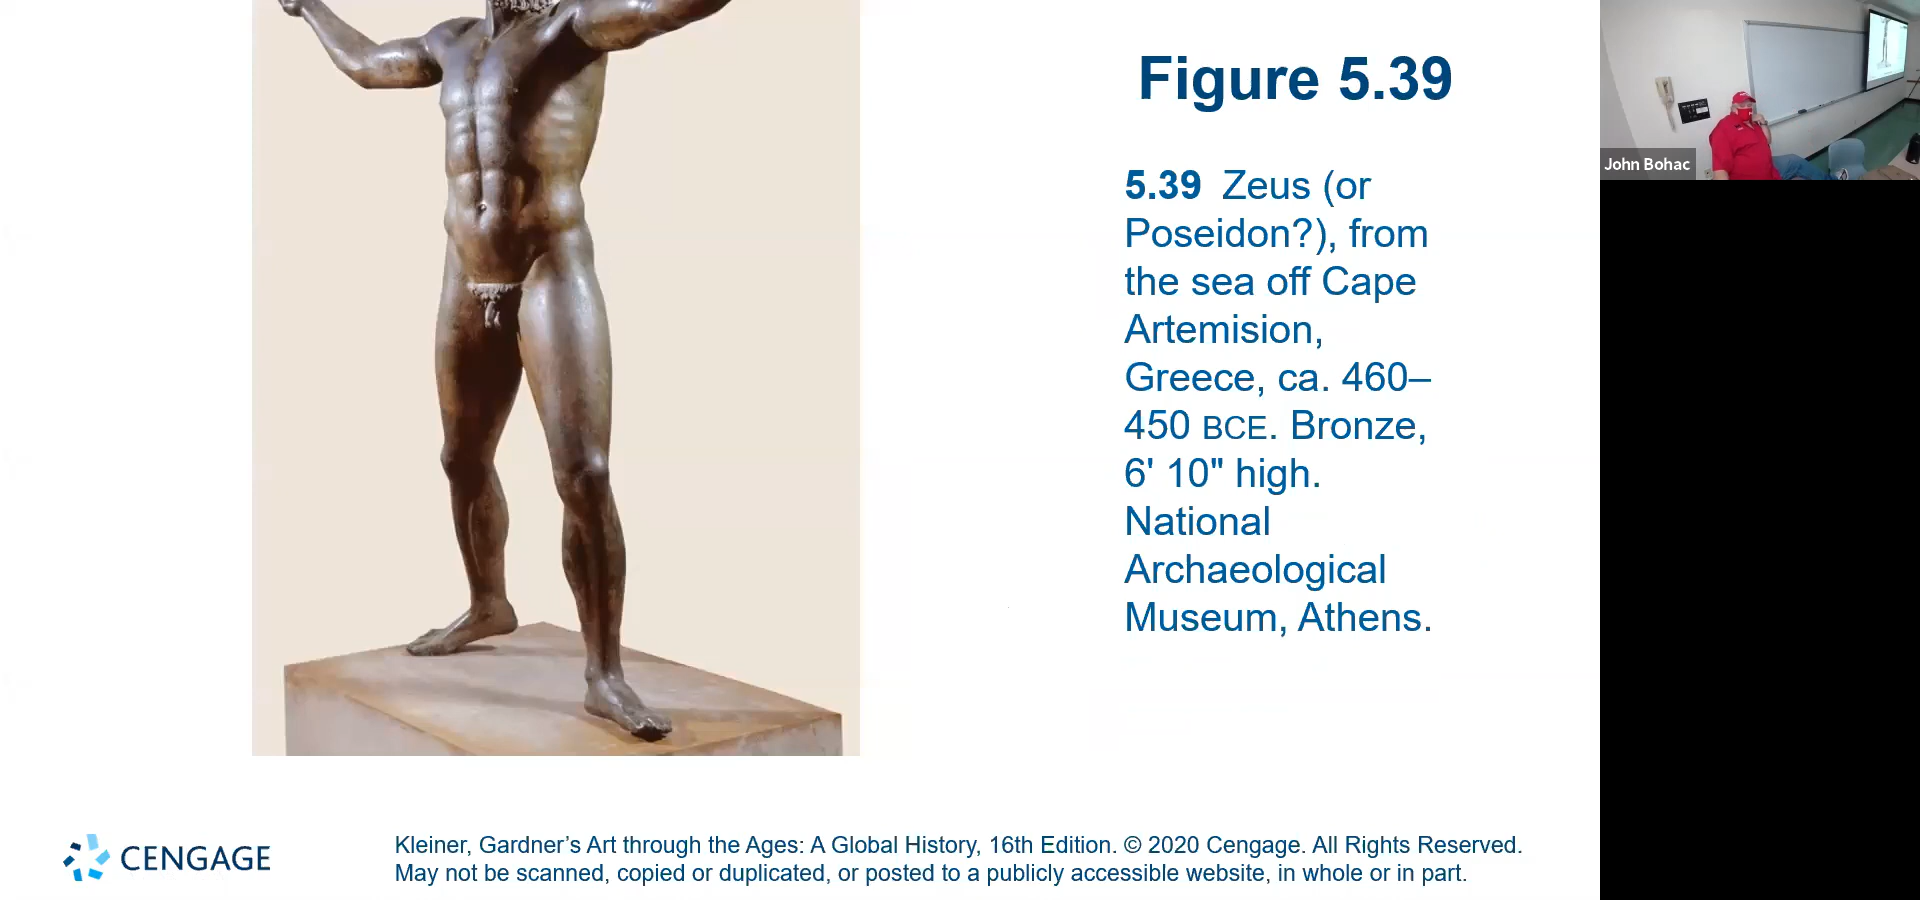 Figure 5.39
5.39 Zeus (or
Poseidon?), from
the sea off Cape
Artemision,
Greece, ca. 460–
450 BCE. Bronze,
6' 10" high.
National
Archaeological
Museum, Athens.
CENGAGE
Kleiner, Gardner’s Art through the Ages: A Global History, 16th Edition. © 2020 Cengage. All Rights Reserved.
May not be scanned, copied or duplicated, or posted to a publicly accessible website, in whole or in part.
John Bohac